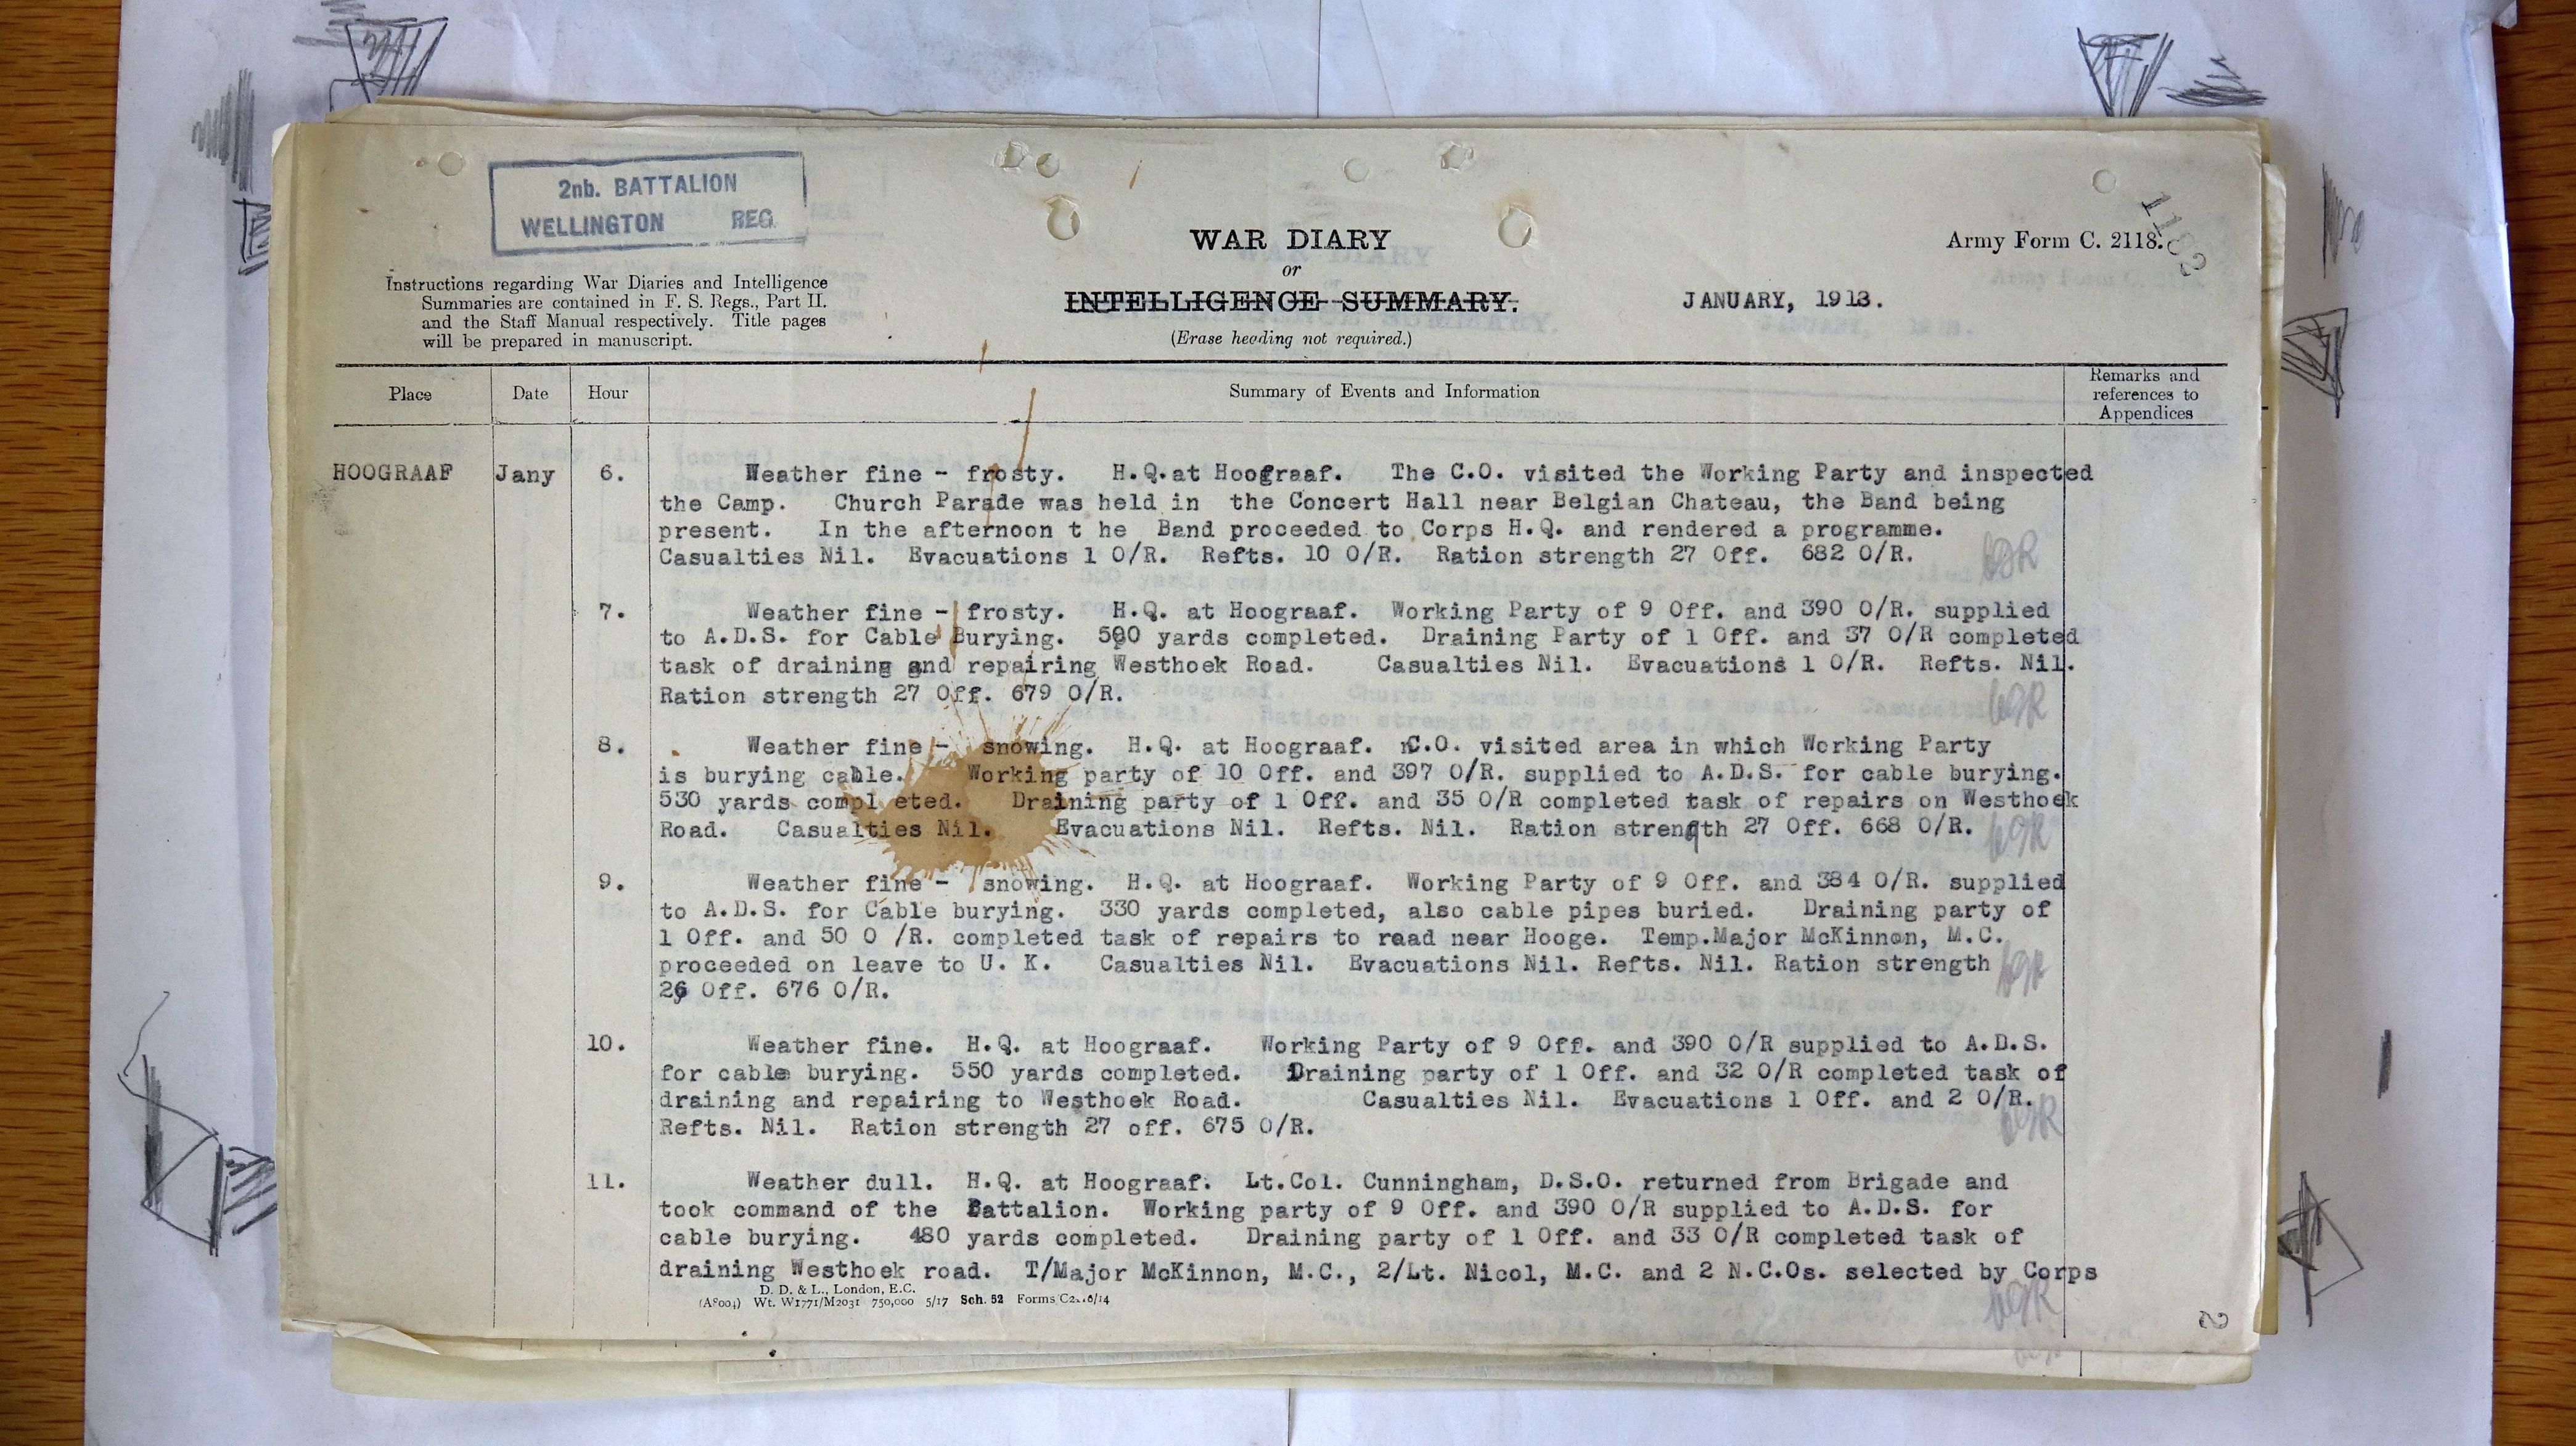 2nb. BATTALION
WELLINGTON REG
WAR DIARY
or
INTELLIGENCE SUMMARY.
(Erase heading not required.)
Army Form C. 2118.
JANUARY, 1918.
Instructions regarding War Diaries and Intelligence
Summaries are contained in F. S. Regs., Part II.
and the Staff Manual respectively. Title pages
will be prepared in manuscript.
Place Date Hour Summary of Events and Information Remarks and
references to
Appendices
HOOGRAAF Jany 6. Weather fine - frosty. H.Q.at Hoograaf. The C.O. visited the Working Party and inspected
the Camp. Church Parade was held in the Concert Hall near Belgian Chateau, the Band being
present. In the afternoon t he Band proceeded to Corps H.Q. and rendered a programme.
Casualties Nil. Evacuations 1 O/R. Refts. 10 O/R. Ration strength 27 Off. 682 O/R.
7. Weather fine - frosty. H.Q. at Hoograaf. Working Party of 9 Off. and 390 O/R. supplied
to A.D.S. for Cable Burying. yards completed. Draining Party of 1 Off. and 37 O/R completed
task of draining and repairing Westhoek Road. Casualties Nil. Evacuations 1 O/R. Refts. Nil.
Ration strength 27 Off. 679 O/R.
8. Weather fine - snowing. H.Q. at Hoograaf. C.O. visited area in which Working Party
is burying cable. Working party of 10 Off. and 397 O/R. supplied to A.D.S. for cable burying.
530 yards compl eted. Draining party of 1 Off. and 35 O/R completed task of repairs on Westhoek
Road. Casualties Nil. Evacuations Nil. Refts. Nil. Ration strength 27 Off. 668 O/R.
9. Weather fine - snowing. H.Q. at Hoograaf. Working Party of 9 Off. and 384 O/R. supplied
to A.D.S. for Cable burying. 330 yards completed, also cable pipes buried. Draining party of
1 Off. and 50 O /R. completed task of repairs to road near Hooge. Temp.Major McKinnon, M.C.
proceeded on leave to U. K. Casualties Nil. Evacuations Nil. Refts. Nil. Ration strength
26 Off. 676 O/R.
10. Weather fine. H.Q. at Hoograaf. Working Party of 9 Off. and 390 O/R supplied to A.D.S.
for cable burying. 550 yards completed. Draining party of 1 Off. and 32 O/R completed task of
draining and repairing to Westhoek Road. Casualties Nil. Evacuations 1 Off. and 2 O/R.
Refts. Nil. Ration strength 27 off. 675 O/R.
11. Weather dull. H.Q. at Hoograaf. Lt.Col. Cunningham, D.S.O. returned from Brigade and
took command of the Battalion. Working party of 9 Off. and 390 O/R supplied to A.D.S. for
cable burying. 480 yards completed. Draining party of 1 Off. and 33 O/R completed task of
draining Westhoek road. T/Major McKinnon, M.C., 2/Lt. Nicol, M.C. and 2 N.C.Os. selected by Corps
D. D. & L., London, E.C.
(A8004) Wt. W1771/M2031 750,000 5/17 Sch. 52 Forms/C2118/14
2